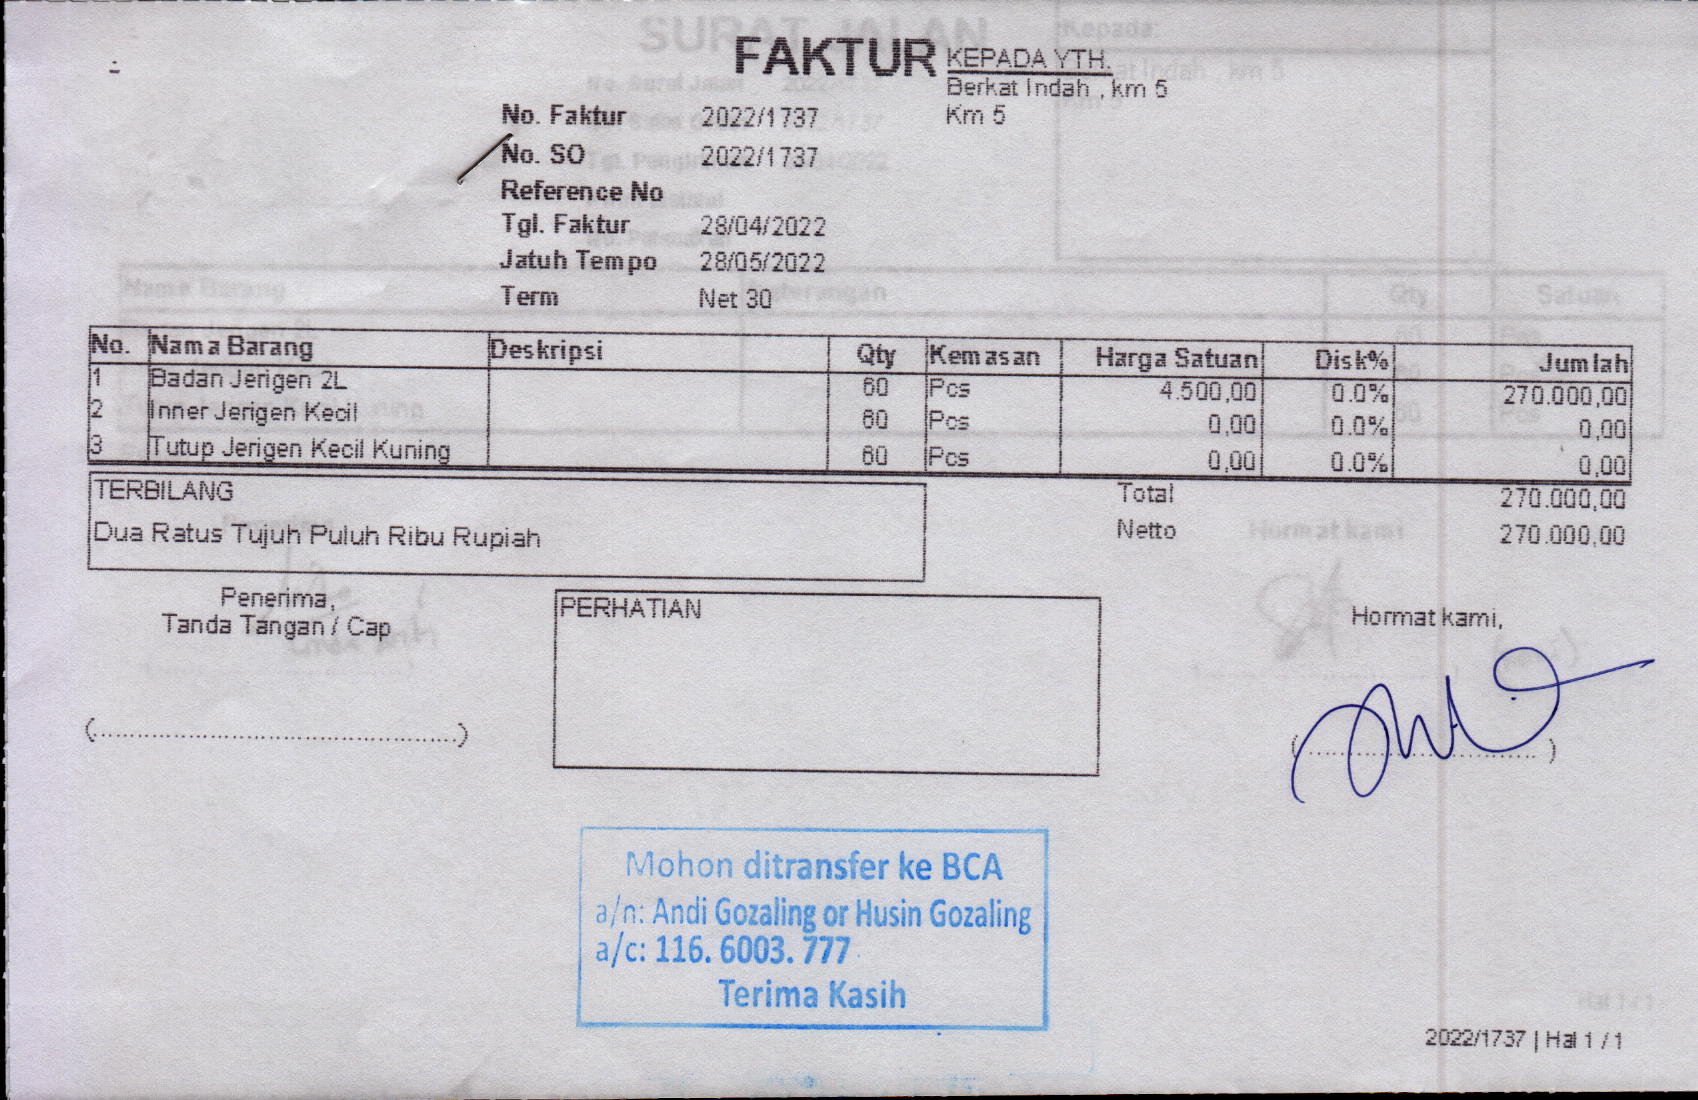 FAKTUR
KEPADA YTH.
Berkat Indah , km 5
Km 5
No. Faktur 2022/1737
No. SO 2022/1737
Reference No
Tgl. Faktur 28/04/2022
Jatuh Tempo 28/05/2022
Term Net 30
No. Nama Barang Deskripsi Qty Kemasan Harga Satuan Disk% Jumlah
1 Badan Jerigen 2L 60 Pcs 4.500,00 0.0% 270.000,00
2 Inner Jerigen Kecil 60 Pcs 0,00 0.0% 0,00
3 Tutup Jerigen Kecil Kuning 60 Pcs 0,00 0.0% 0,00
TERBILANG
Dua Ratus Tujuh Puluh Ribu Rupiah
Total 270.000,00
Netto 270.000,00
Penerima,
Tanda Tangan / Cap
PERHATIAN
Hormat kami,
Mohon ditransfer ke BCA
a/n: Andi Gozaling or Husin Gozaling
a/c: 116. 6003. 777
Terima Kasih
2022/1737 | Hal 1 / 1